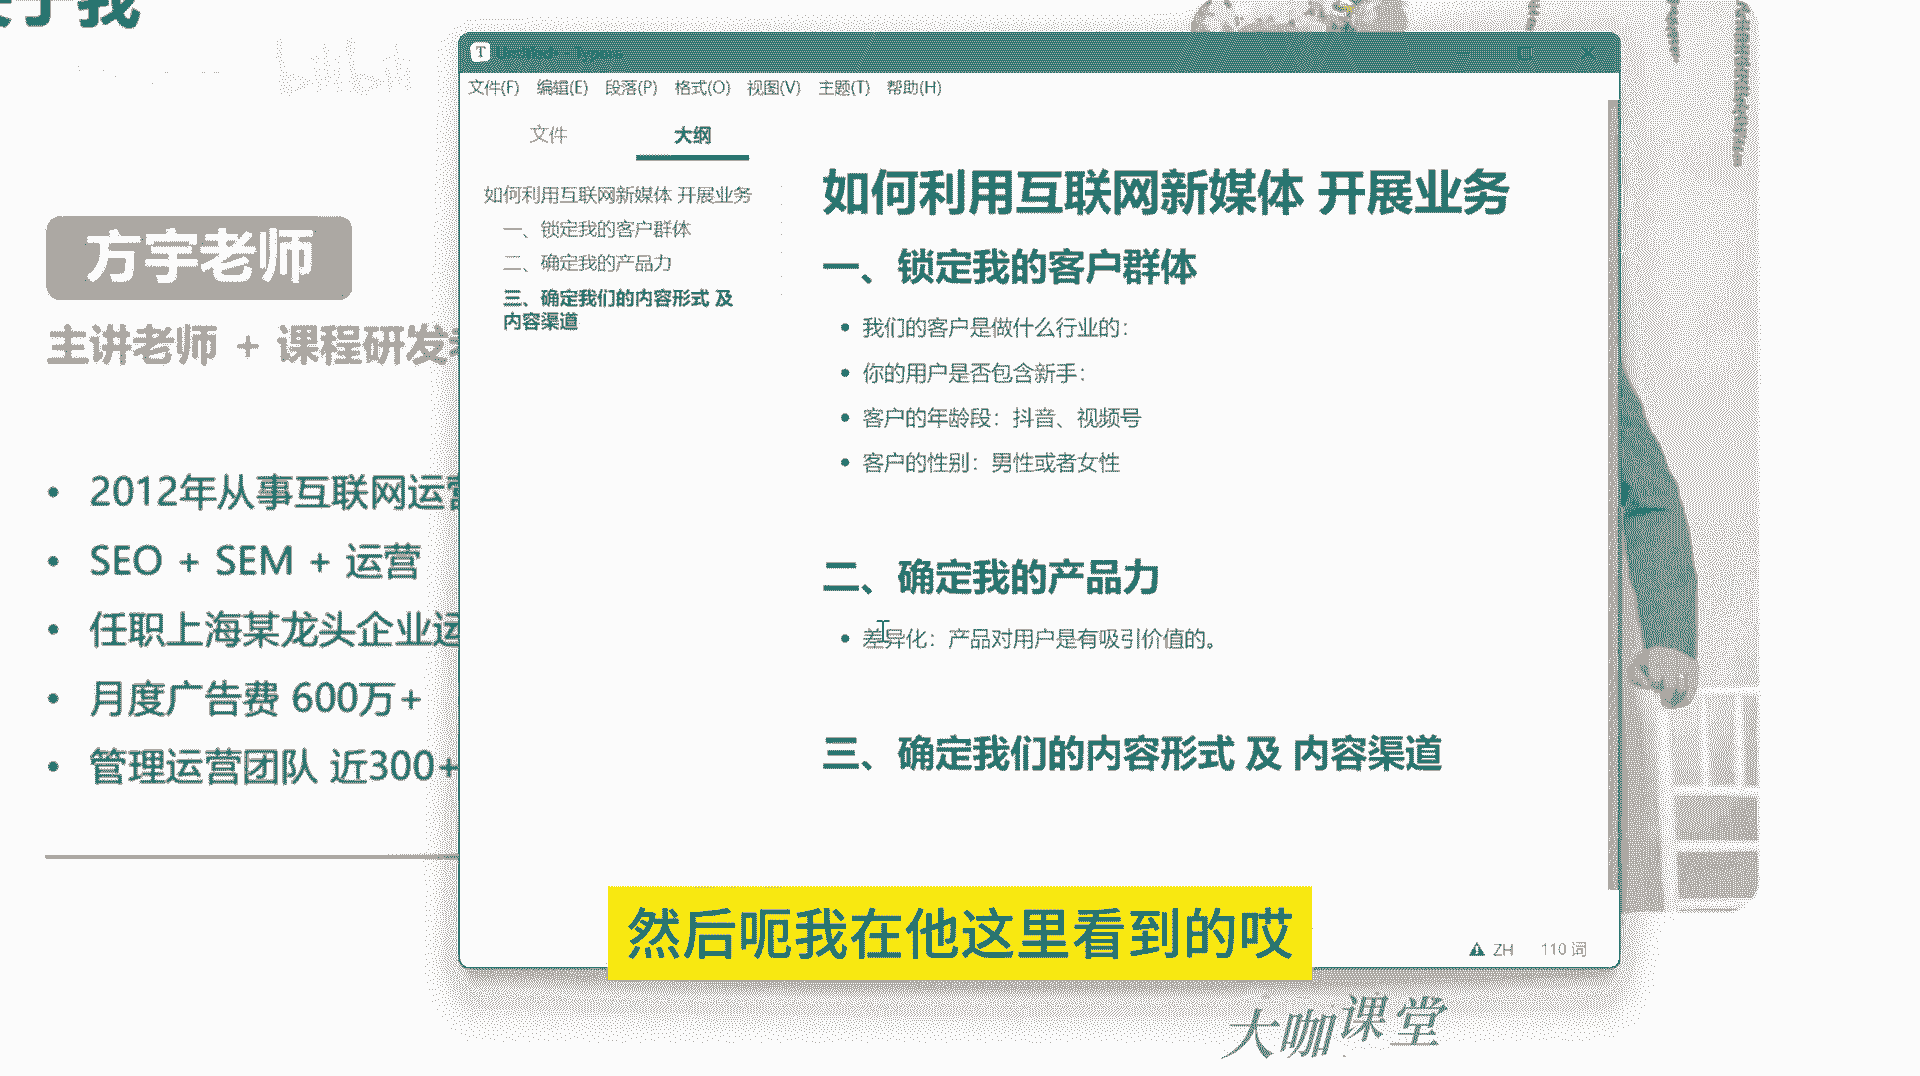 bilibili
方宇老师
主讲老师 + 课程研发
2012年从事互联网运营
SEO + SEM + 运营
任职上海某龙头企业运
月度广告费 600万+
管理运营团队 近300+
Untitled - Typora
文件(F) 编辑(E) 段落(P) 格式(O) 视图(V) 主题(T) 帮助(H)
文件 大纲
如何利用互联网新媒体 开展业务
一、锁定我的客户群体
二、确定我的产品力
三、确定我们的内容形式 及
内容渠道
如何利用互联网新媒体 开展业务
一、锁定我的客户群体
我们的客户是做什么行业的：
你的用户是否包含新手：
客户的年龄段：抖音、视频号
客户的性别：男性或者女性
二、确定我的产品力
差异化：产品对用户是有吸引价值的。
三、确定我们的内容形式 及 内容渠道
ZH 110 词
然后呃我在他这里看到的哎
大咖课堂